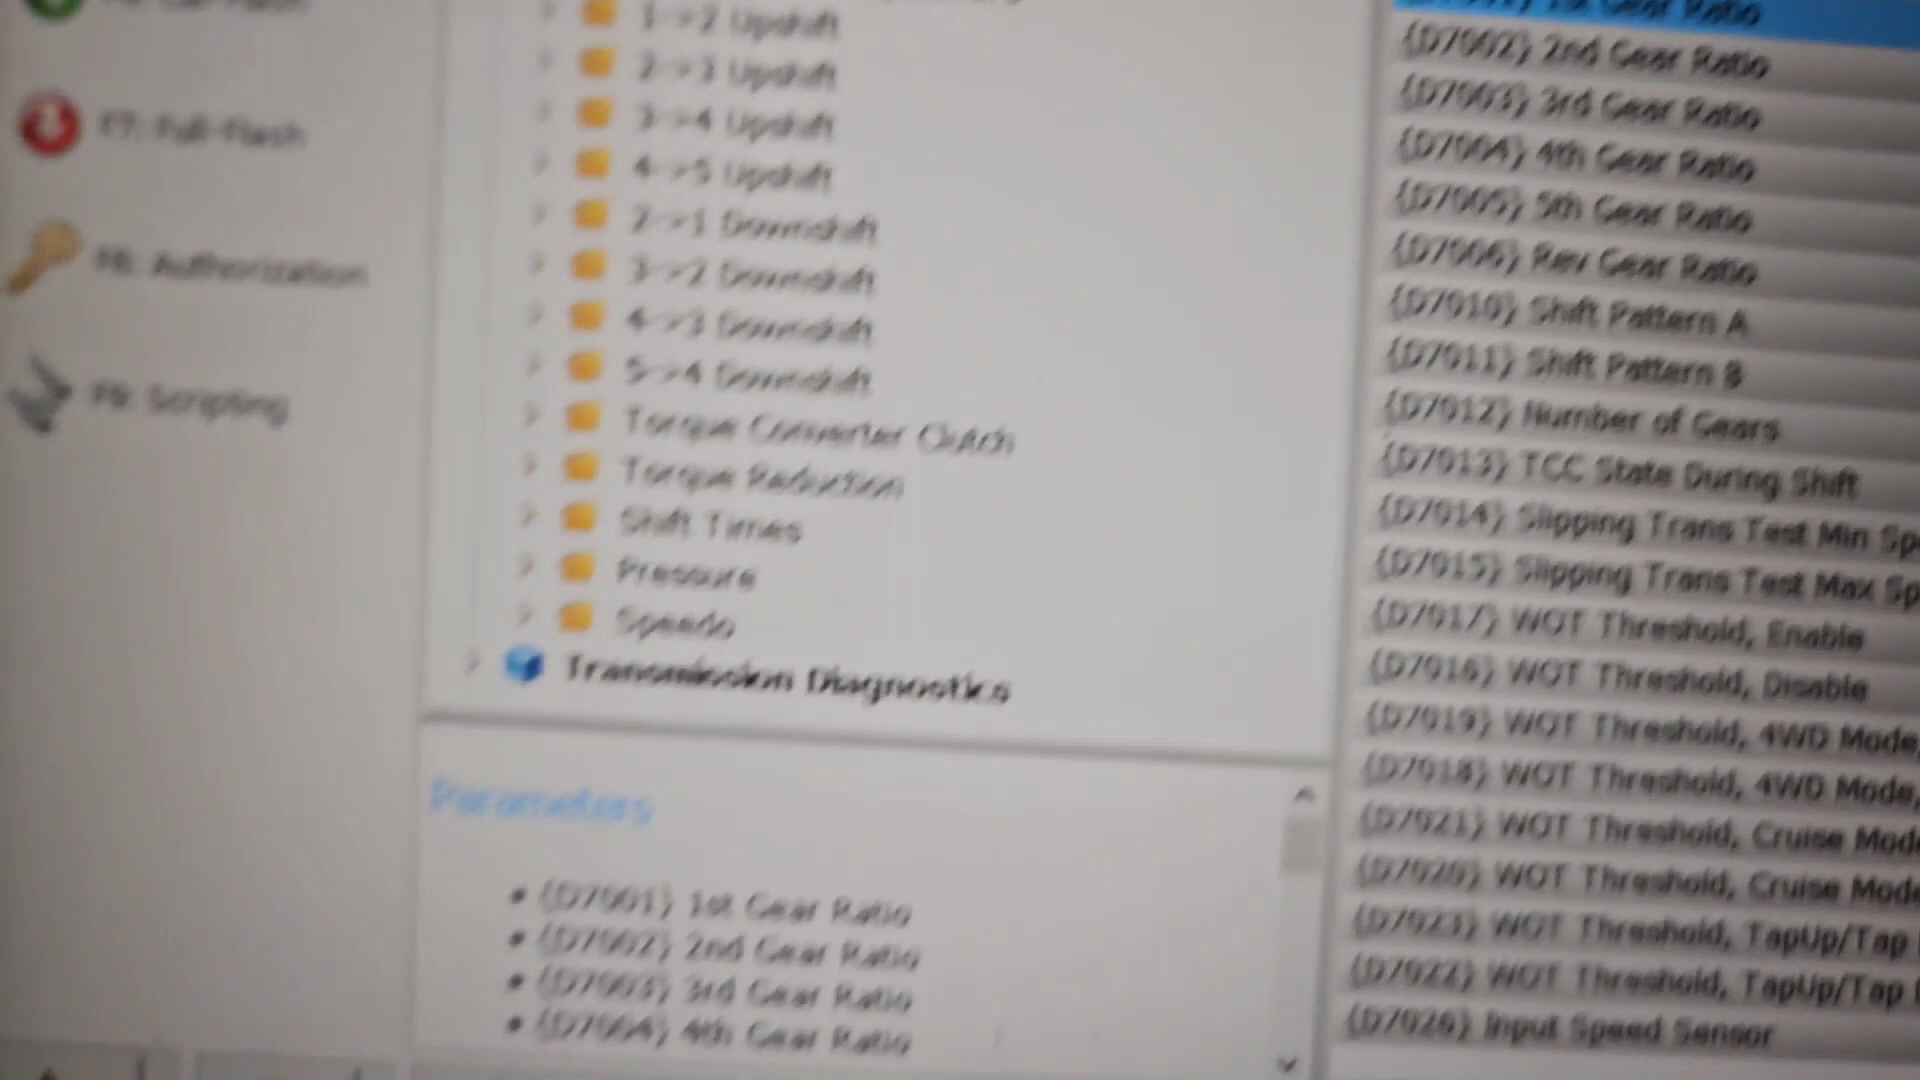 F7: Full-Flash
F8: Authorization
F9: Scripting
1->2 Upshift
2->3 Upshift
3->4 Upshift
4->5 Upshift
2->1 Downshift
3->2 Downshift
4->3 Downshift
5->4 Downshift
Torque Converter Clutch
Torque Reduction
Shift Times
Pressure
Speedo
Transmission Diagnostics
Parameters
• {D7001} 1st Gear Ratio
• {D7002} 2nd Gear Ratio
• {D7003} 3rd Gear Ratio
• {D7004} 4th Gear Ratio
{D7001} 1st Gear Ratio
{D7002} 2nd Gear Ratio
{D7003} 3rd Gear Ratio
{D7004} 4th Gear Ratio
{D7005} 5th Gear Ratio
{D7006} Rev Gear Ratio
{D7010} Shift Pattern A
{D7011} Shift Pattern B
{D7012} Number of Gears
{D7013} TCC State During Shift
{D7014} Slipping Trans Test Min Sp
{D7015} Slipping Trans Test Max Sp
{D7017} WOT Threshold, Enable
{D7016} WOT Threshold, Disable
{D7019} WOT Threshold, 4WD Mode,
{D7018} WOT Threshold, 4WD Mode,
{D7021} WOT Threshold, Cruise Mode
{D7020} WOT Threshold, Cruise Mode
{D7023} WOT Threshold, TapUp/Tap
{D7022} WOT Threshold, TapUp/Tap
{D7026} Input Speed Sensor